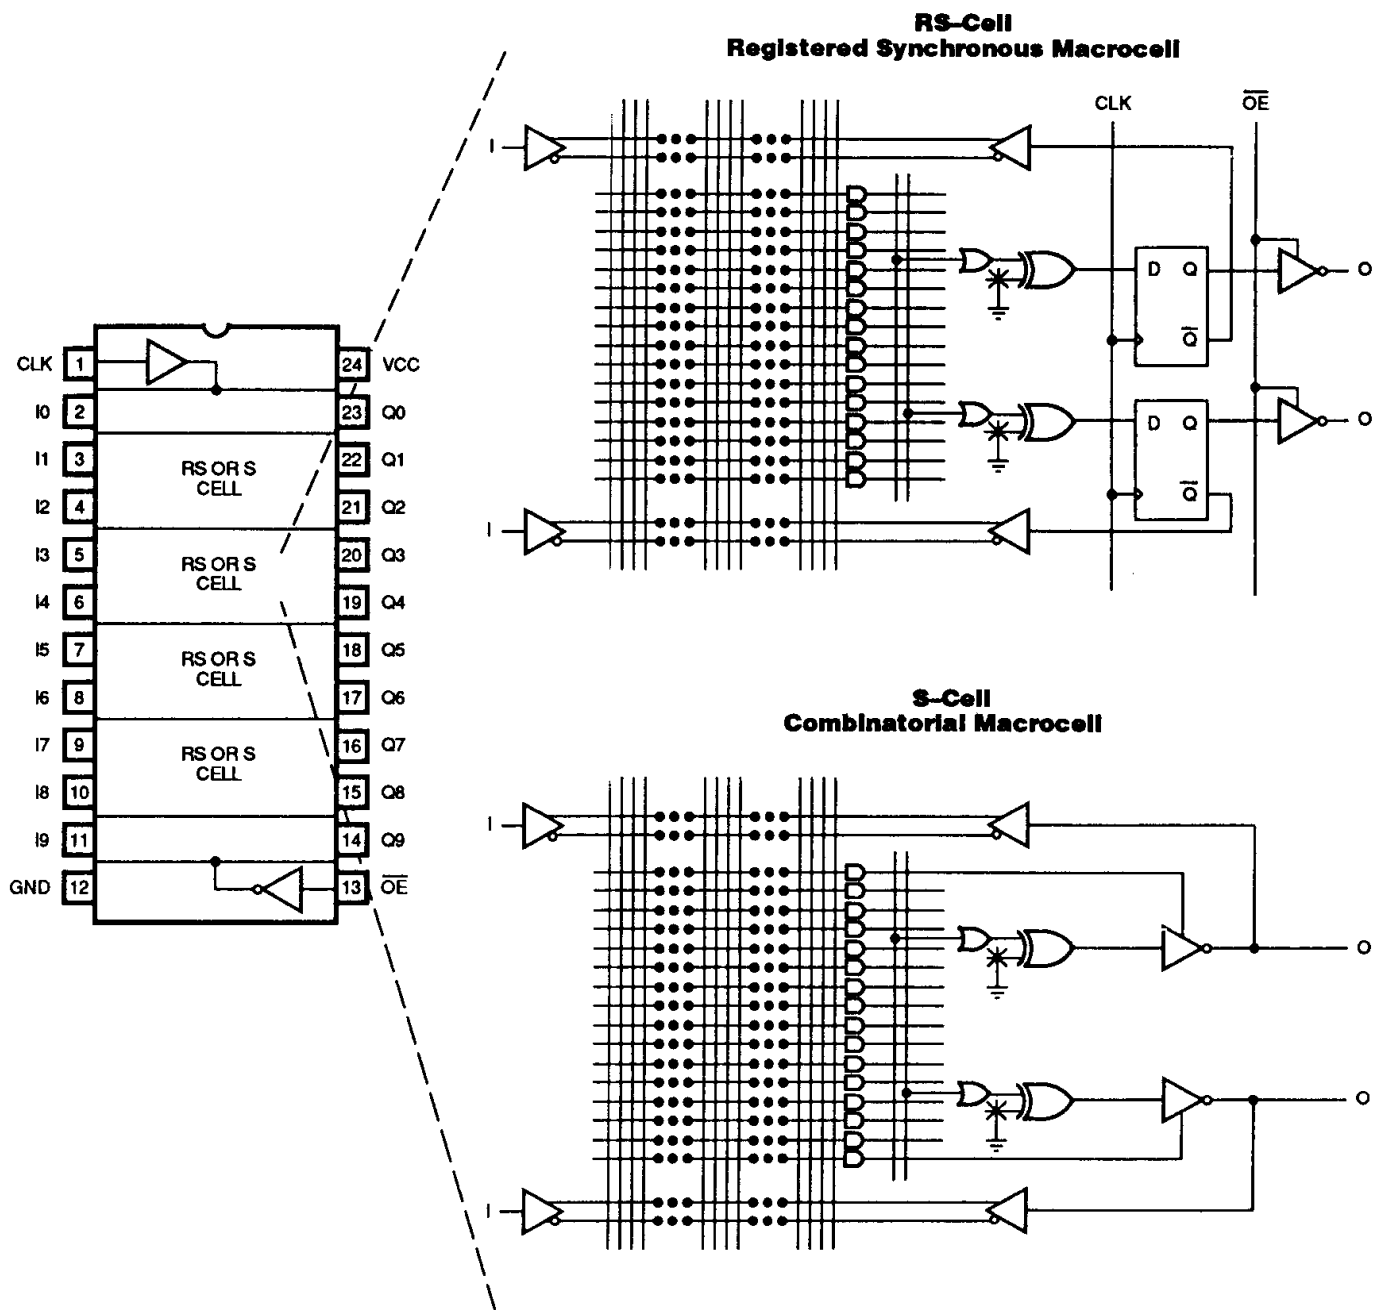 RS-Cell
Registered Synchronous Macrocell
CLK
OE
I
D Q
Q
O
D Q
Q
O
I
CLK 1
24 VCC
I0 2
23 Q0
I1 3
22 Q1
RS OR S
CELL
I2 4
21 Q2
I3 5
20 Q3
RS OR S
CELL
I4 6
19 Q4
I5 7
18 Q5
RS OR S
CELL
I6 8
17 Q6
I7 9
16 Q7
RS OR S
CELL
I8 10
15 Q8
I9 11
14 Q9
GND 12
13 OE
S-Cell
Combinatorial Macrocell
I
O
O
I